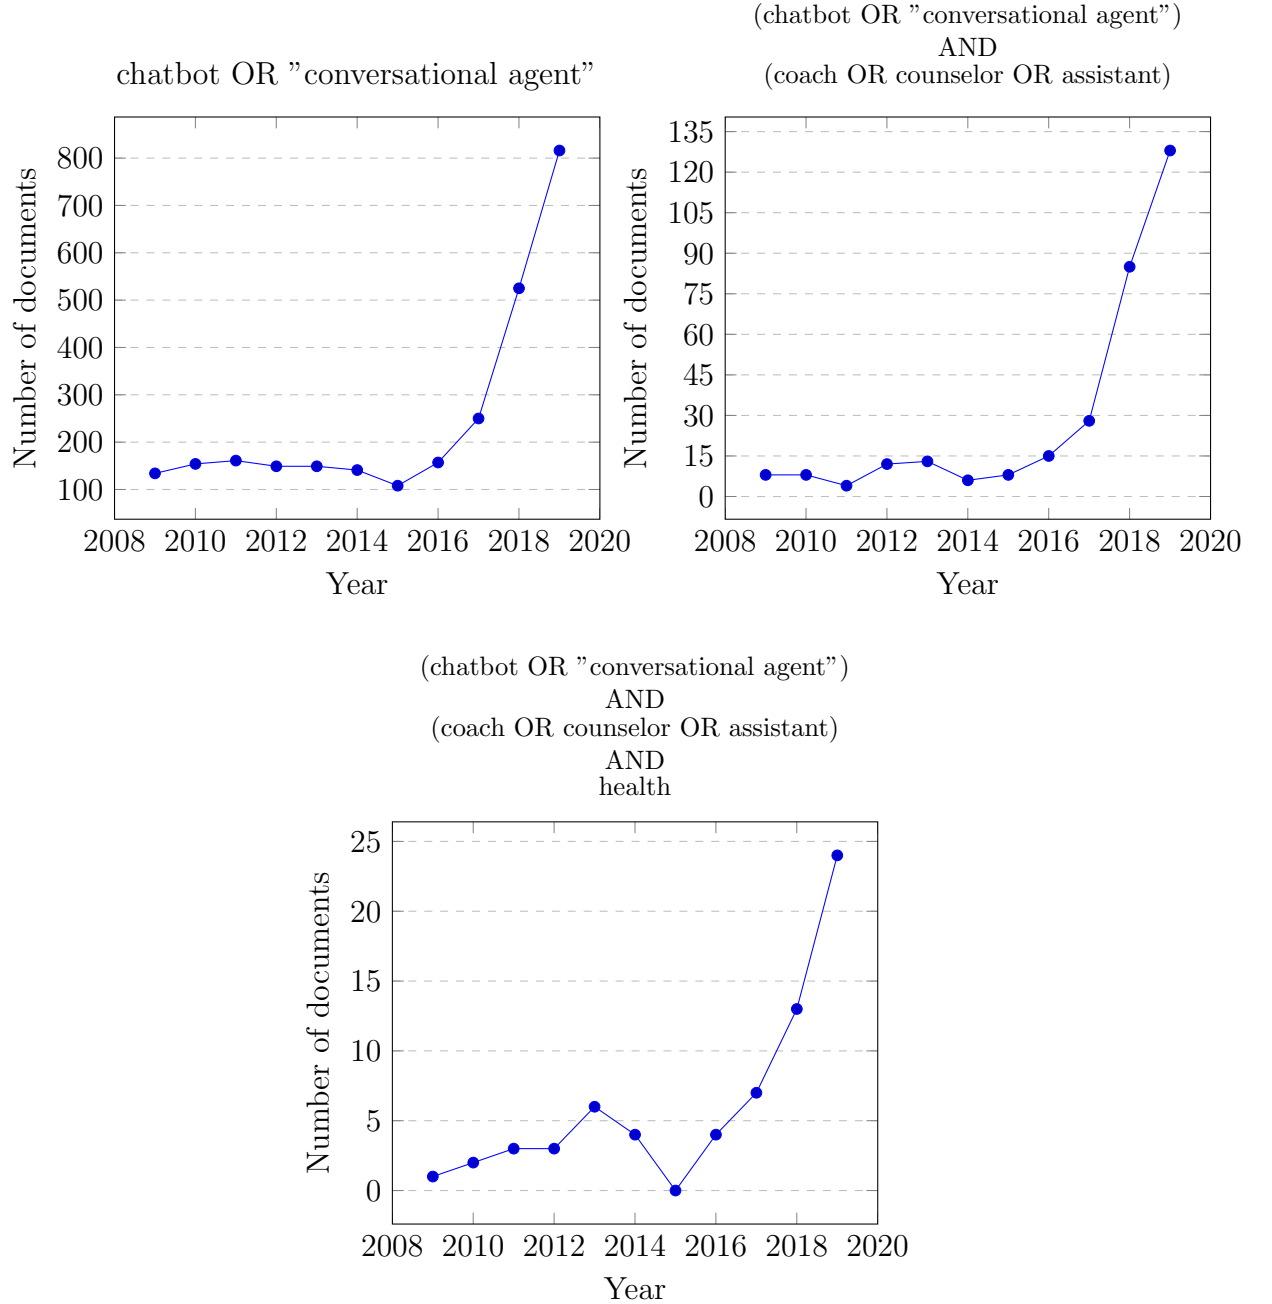 chatbot OR ”conversational agent”
800
700
600
500
400
300
200
100
2008 2010 2012 2014 2016 2018 2020
Number of documents
Year
(chatbot OR ”conversational agent”)
AND
(coach OR counselor OR assistant)
135
120
105
90
75
60
45
30
15
0
2008 2010 2012 2014 2016 2018 2020
Number of documents
Year
(chatbot OR ”conversational agent”)
AND
(coach OR counselor OR assistant)
AND
health
25
20
15
10
5
0
2008 2010 2012 2014 2016 2018 2020
Number of documents
Year